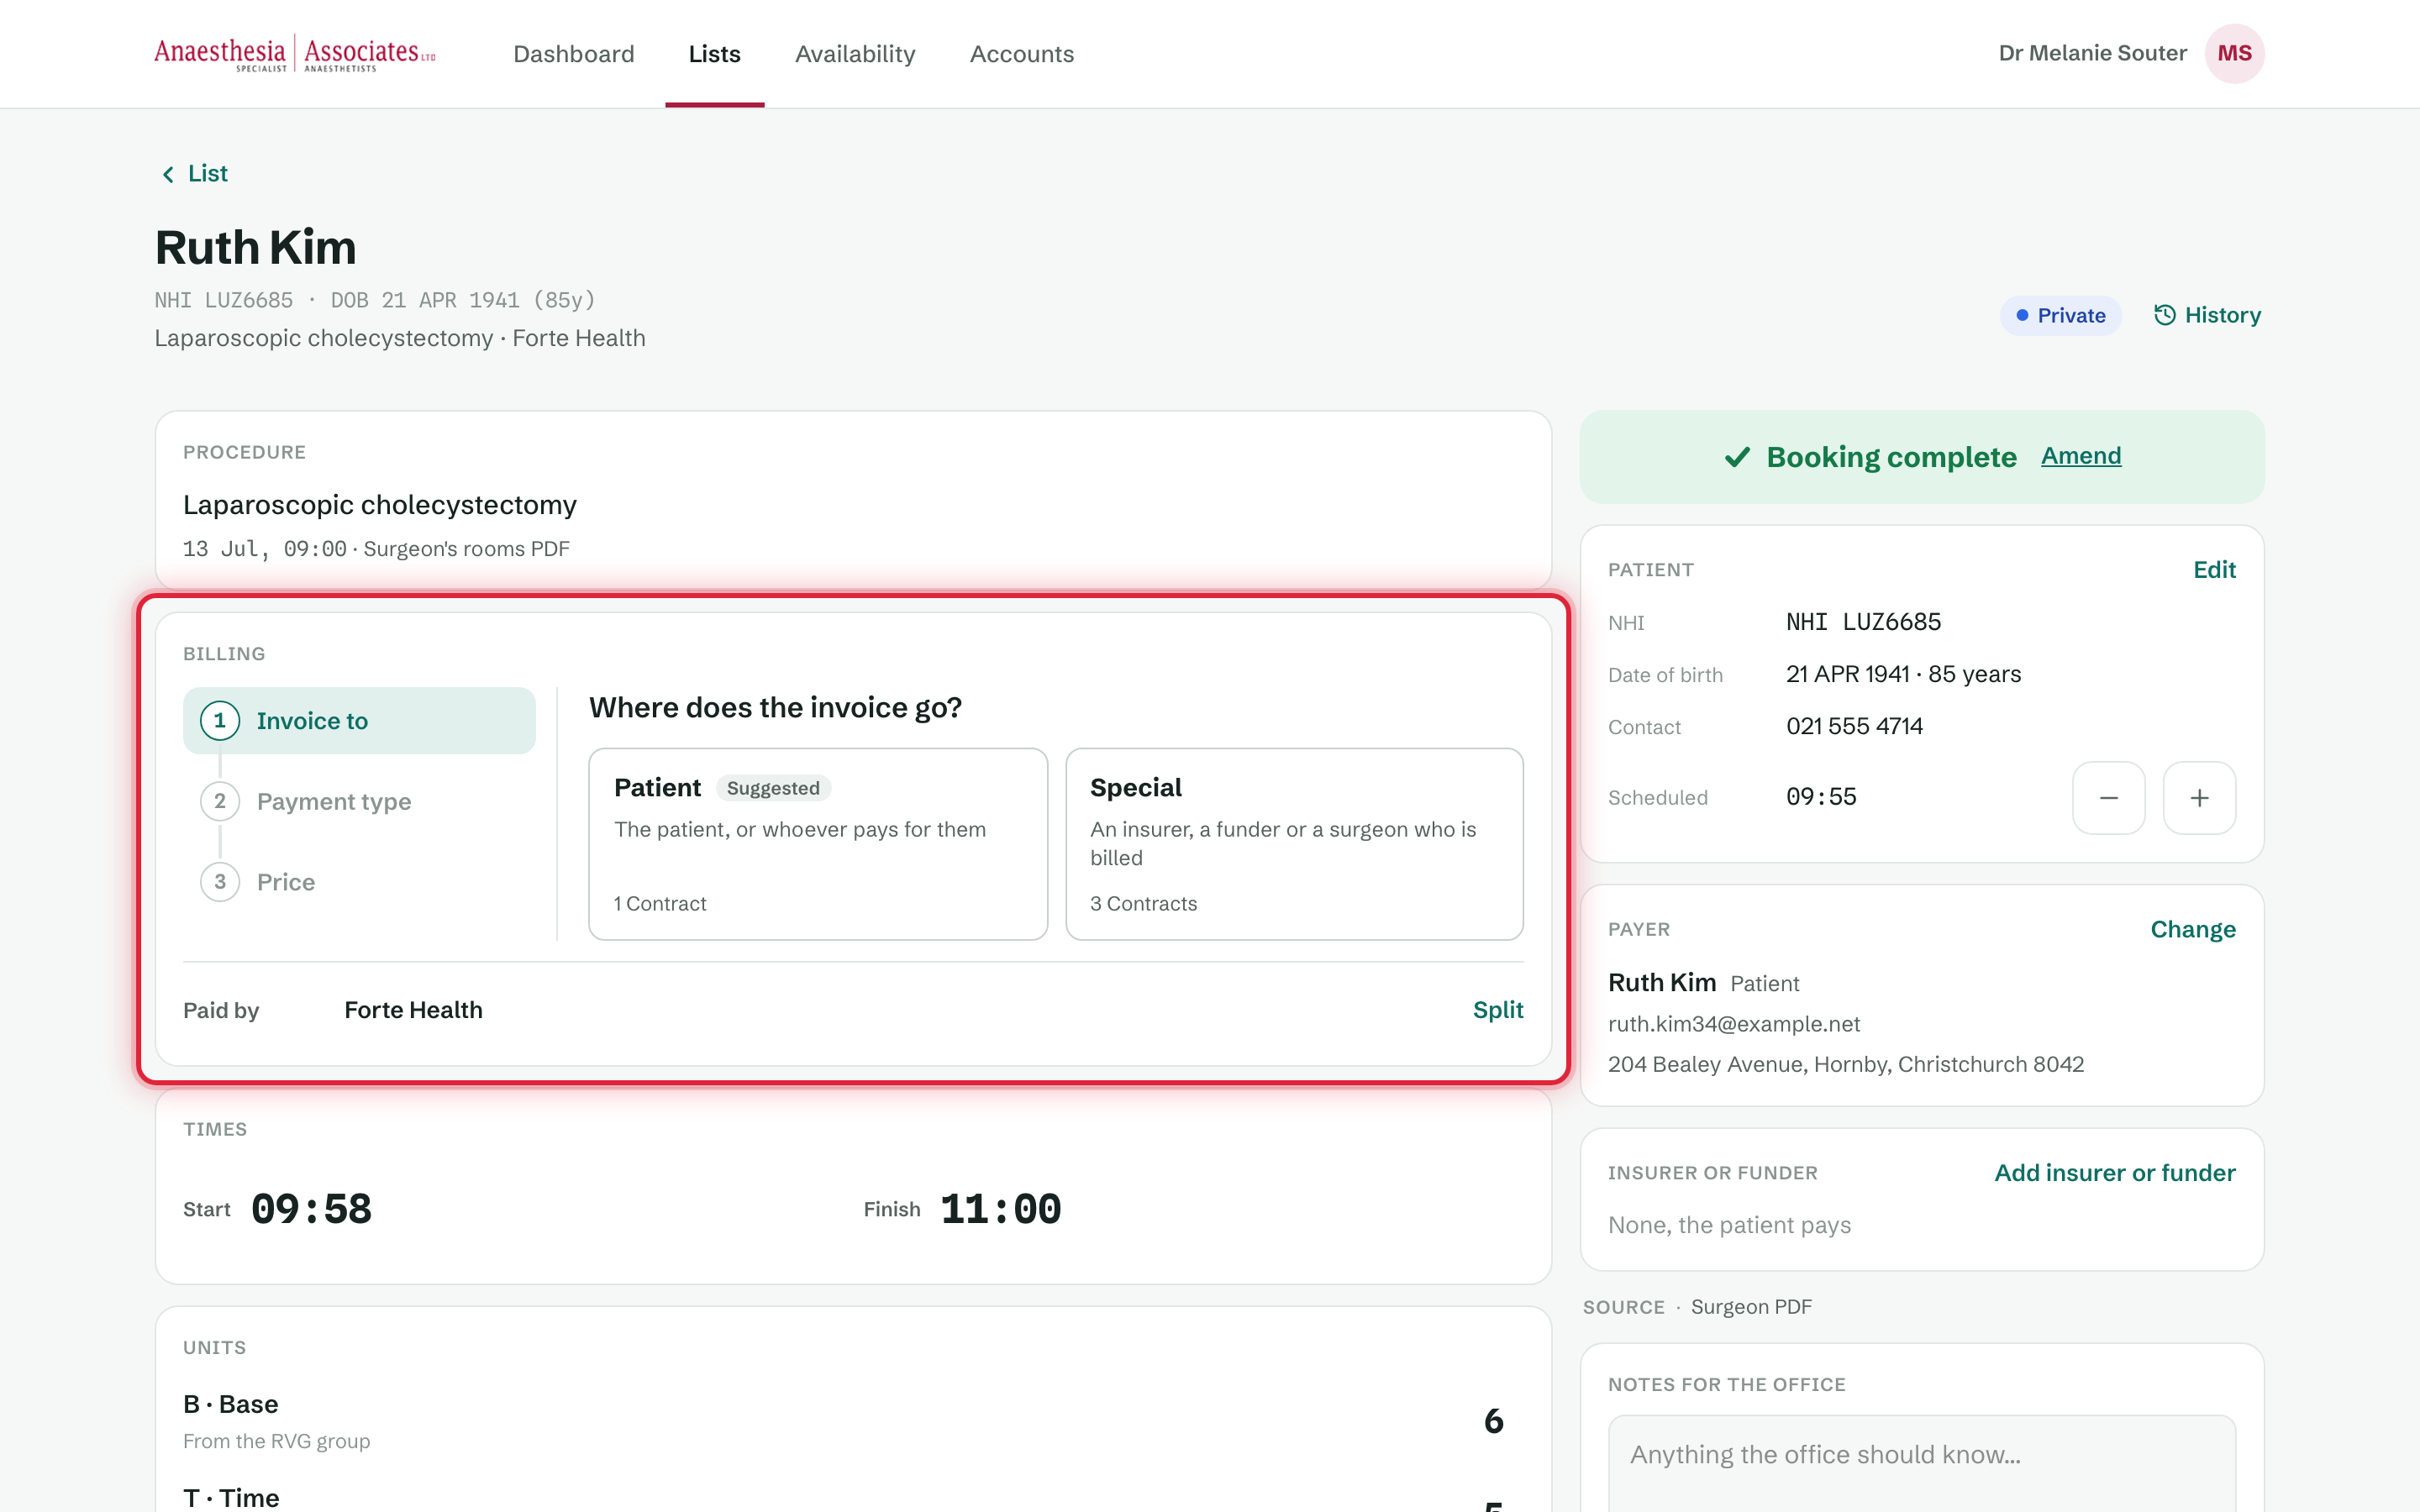 Anaesthesia | Associates LTD
SPECIALIST ANAESTHETISTS
Dashboard
Lists
Availability
Accounts
Dr Melanie Souter
MS
List
Ruth Kim
NHI LUZ6685 · DOB 21 APR 1941 (85y)
Laparoscopic cholecystectomy · Forte Health
Private
History
PROCEDURE
Laparoscopic cholecystectomy
13 Jul, 09:00 · Surgeon's rooms PDF
BILLING
1 Invoice to
2 Payment type
3 Price
Where does the invoice go?
Patient Suggested
The patient, or whoever pays for them
1 Contract
Special
An insurer, a funder or a surgeon who is
billed
3 Contracts
Paid by Forte Health Split
TIMES
Start 09:58 Finish 11:00
UNITS
B · Base
From the RVG group
6
T · Time
5
Booking complete Amend
PATIENT Edit
NHI NHI LUZ6685
Date of birth 21 APR 1941 · 85 years
Contact 021 555 4714
Scheduled 09:55 − +
PAYER Change
Ruth Kim Patient
ruth.kim34@example.net
204 Bealey Avenue, Hornby, Christchurch 8042
INSURER OR FUNDER Add insurer or funder
None, the patient pays
SOURCE · Surgeon PDF
NOTES FOR THE OFFICE
Anything the office should know...